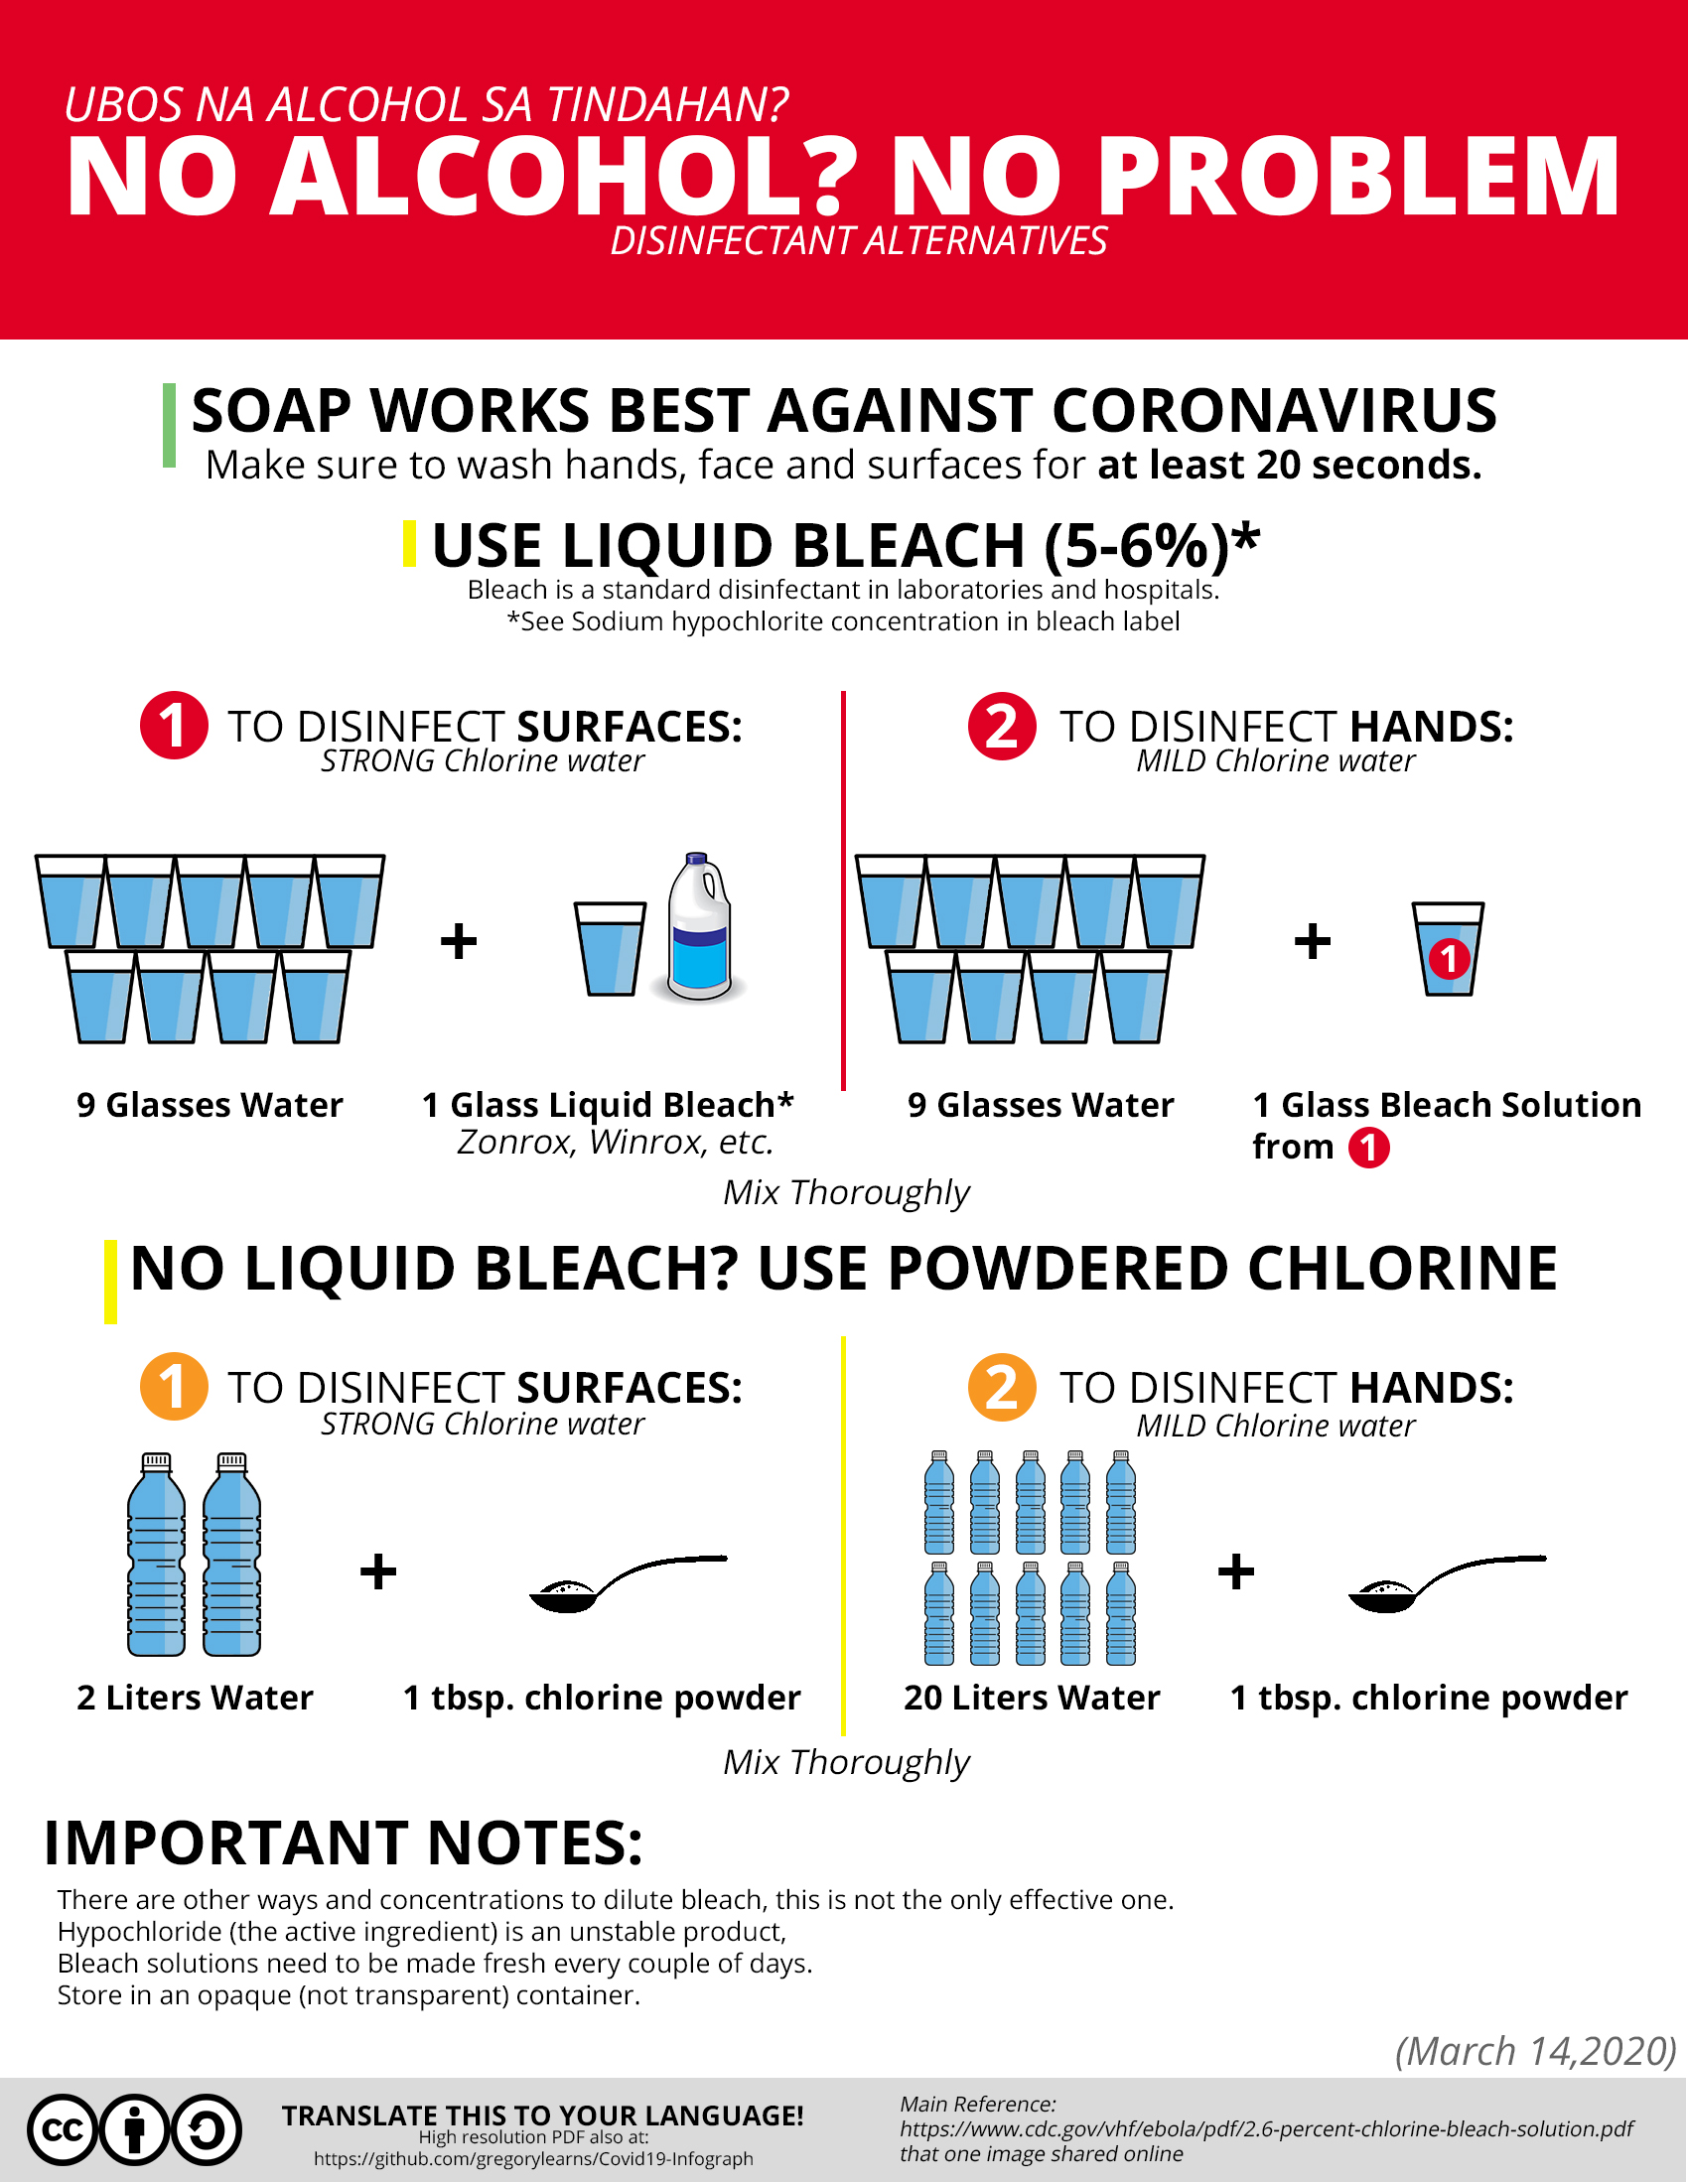 UBOS NA ALCOHOL SA TINDAHAN?
NO ALCOHOL? NO PROBLEM
DISINFECTANT ALTERNATIVES
SOAP WORKS BEST AGAINST CORONAVIRUS
Make sure to wash hands, face and surfaces for at least 20 seconds.
USE LIQUID BLEACH (5-6%)*
Bleach is a standard disinfectant in laboratories and hospitals.
*See Sodium hypochlorite concentration in bleach label
1 TO DISINFECT SURFACES:
STRONG Chlorine water
+
9 Glasses Water
1 Glass Liquid Bleach*
Zonrox, Winrox, etc.
2 TO DISINFECT HANDS:
MILD Chlorine water
+
1
9 Glasses Water
1 Glass Bleach Solution
from 1
Mix Thoroughly
NO LIQUID BLEACH? USE POWDERED CHLORINE
1 TO DISINFECT SURFACES:
STRONG Chlorine water
+
2 Liters Water
1 tbsp. chlorine powder
2 TO DISINFECT HANDS:
MILD Chlorine water
+
20 Liters Water
1 tbsp. chlorine powder
Mix Thoroughly
IMPORTANT NOTES:
There are other ways and concentrations to dilute bleach, this is not the only effective one.
Hypochloride (the active ingredient) is an unstable product,
Bleach solutions need to be made fresh every couple of days.
Store in an opaque (not transparent) container.
(March 14,2020)
cc
TRANSLATE THIS TO YOUR LANGUAGE!
High resolution PDF also at:
https://github.com/gregorylearns/Covid19-Infograph
Main Reference:
https://www.cdc.gov/vhf/ebola/pdf/2.6-percent-chlorine-bleach-solution.pdf
that one image shared online